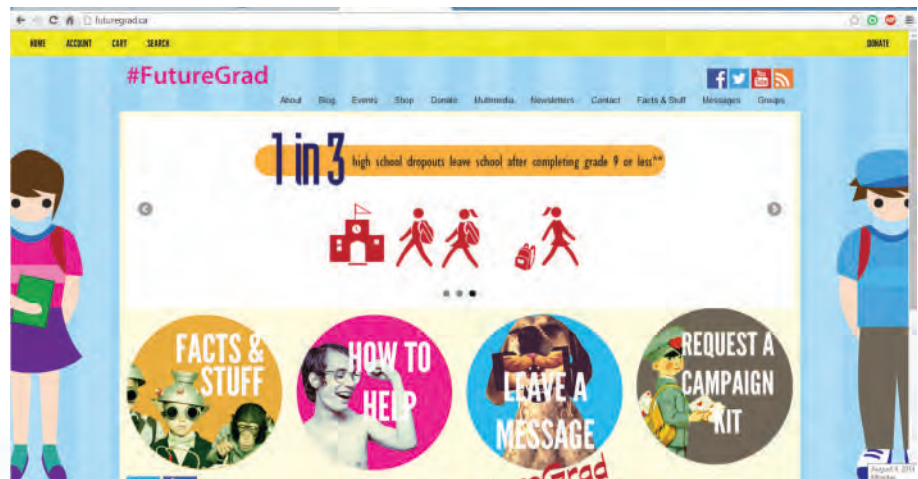 futuregrad.ca
HOME ACCOUNT CART SEARCH DONATE
#FutureGrad
About Blog Events Shop Donate Multimedia Newsletters Contact Facts & Stuff Messages Groups
1 in 3 high school dropouts leave school after completing grade 9 or less**
FACTS &
STUFF
HOW TO
HELP
LEAVE A
MESSAGE
REQUEST A
CAMPAIGN
KIT